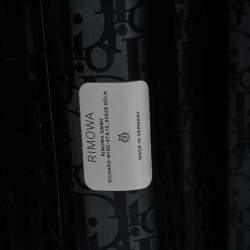 RIMOWA
RIMOWA GMBH
RICHARD-BYRD-STR.13, 50829 KÖLN
MADE IN GERMANY